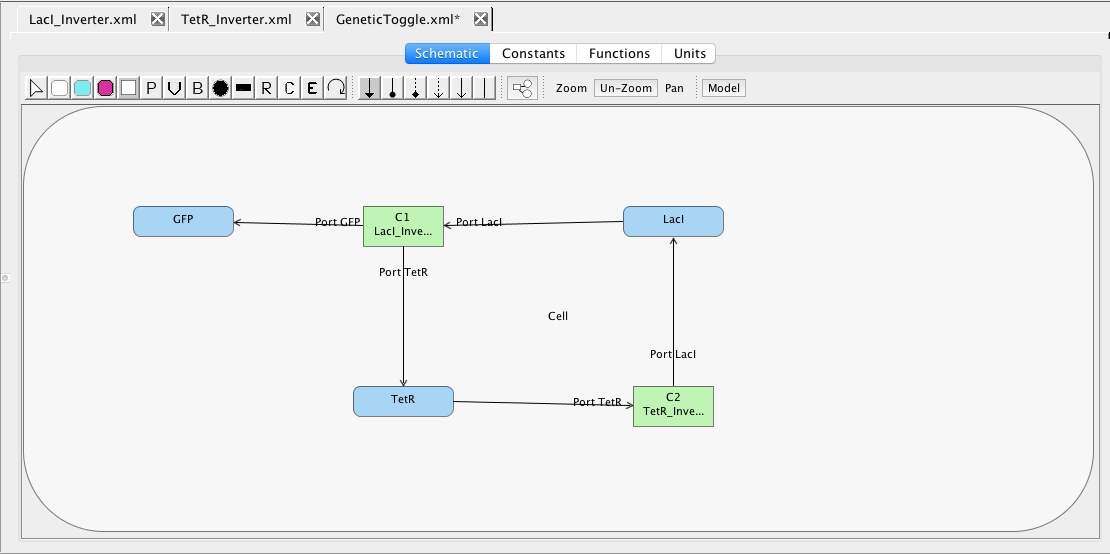 LacI_Inverter.xml TetR_Inverter.xml GeneticToggle.xml*
Schematic Constants Functions Units
P V B R C E Zoom Un-Zoom Pan Model
GFP Port GFP C1 Port LacI LacI
LacI_Inve...
Port TetR
Cell
Port LacI
TetR Port TetR C2
TetR_Inve...